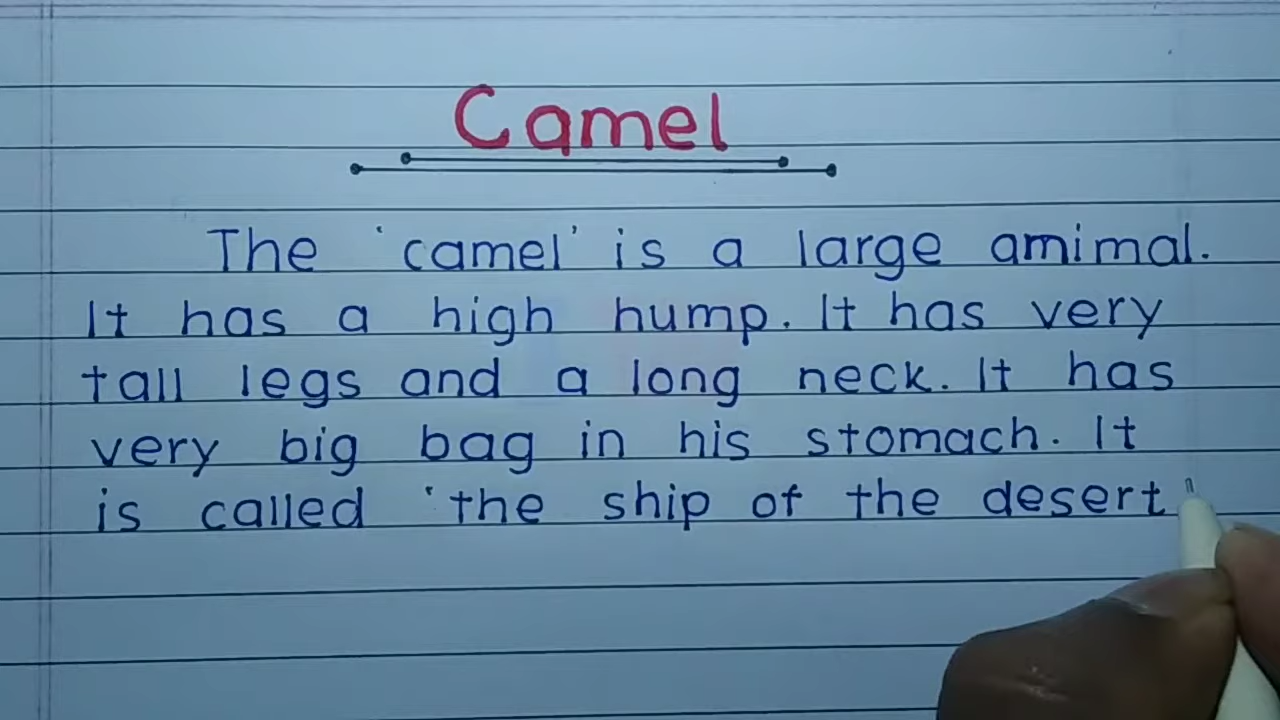 Camel
The 'camel' is a large amimal.
It has a high hump. It has very
tall legs and a long neck. It has
very big bag in his stomach. It
is called 'the ship of the desert'